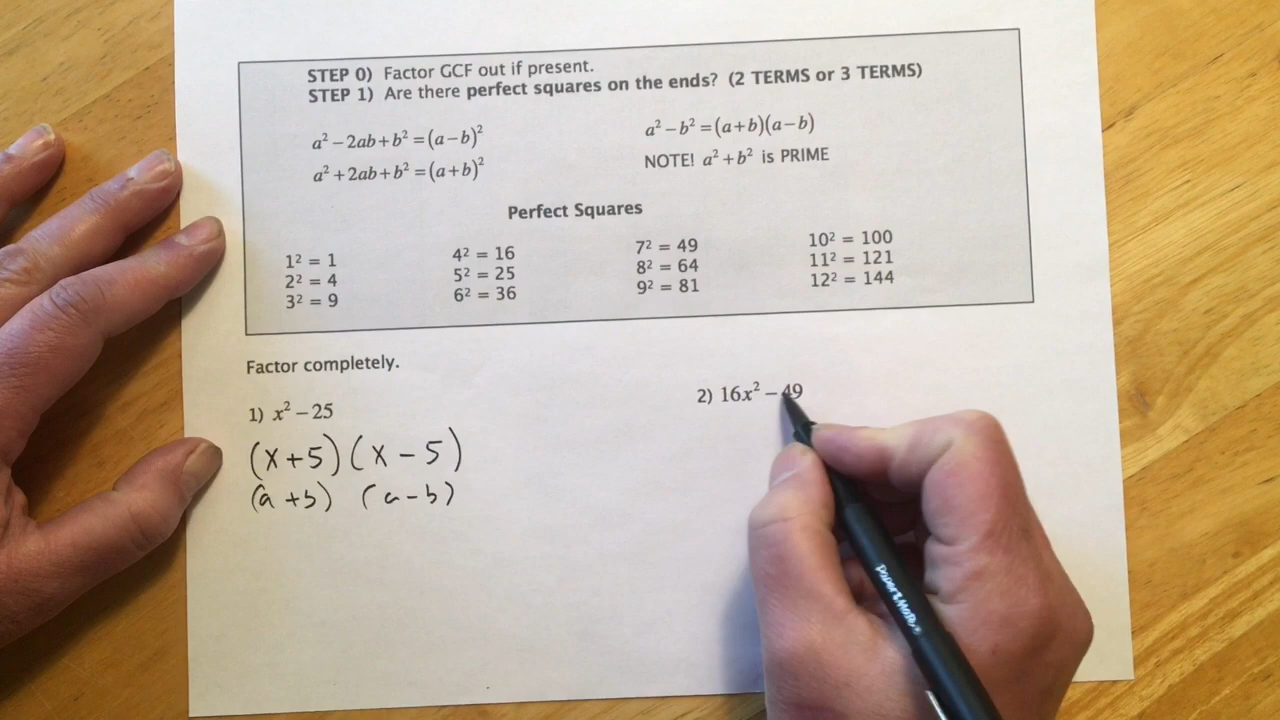 STEP 0) Factor GCF out if present.
STEP 1) Are there perfect squares on the ends? (2 TERMS or 3 TERMS)
a² – 2ab + b² = (a – b)²
a² + 2ab + b² = (a + b)²
a² – b² = (a + b)(a – b)
NOTE! a² + b² is PRIME
Perfect Squares
1² = 1
2² = 4
3² = 9
4² = 16
5² = 25
6² = 36
7² = 49
8² = 64
9² = 81
10² = 100
11² = 121
12² = 144
Factor completely.
1) x² – 25
(x + 5) (x – 5)
(a + b) (a – b)
2) 16x² – 49
PaperMate